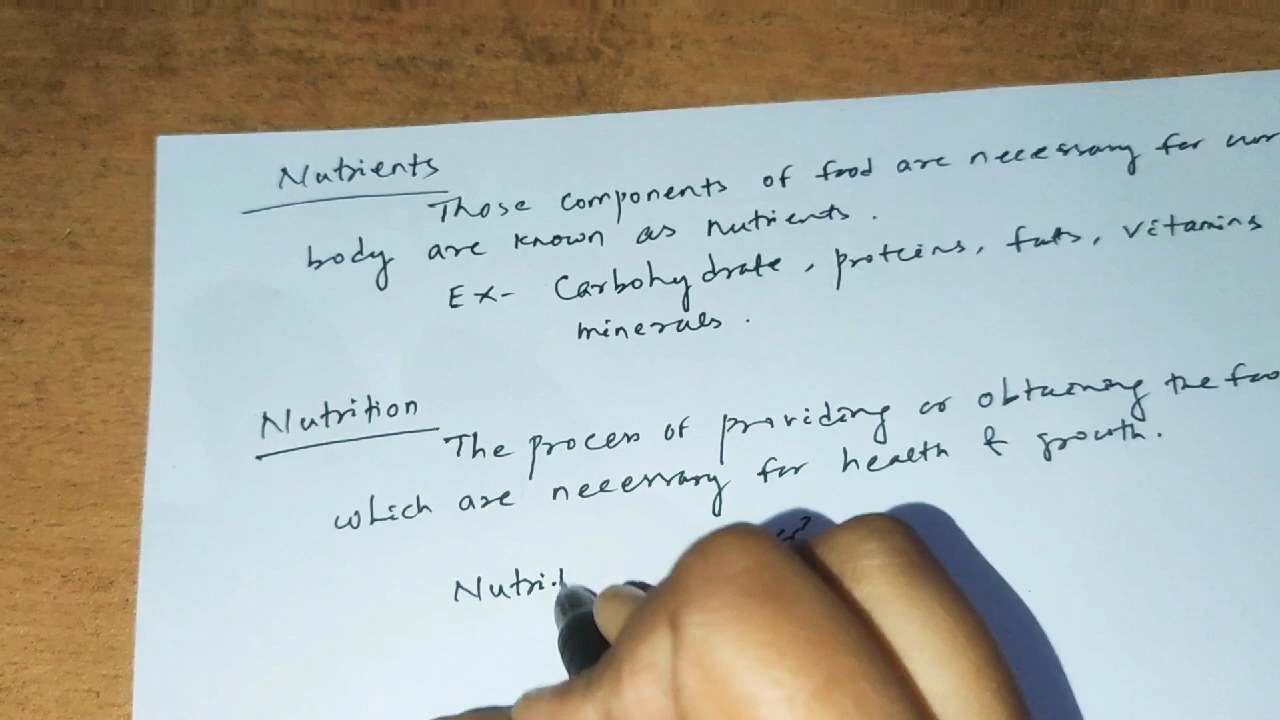 Nutrients
Those components of food are necessary for
body are known as nutrients.
Ex- Carbohydrate, proteins, fats, vitamins
minerals.
Nutrition
The process of providing or obtaining the foo
which are necessary for health & growth.
Nutri